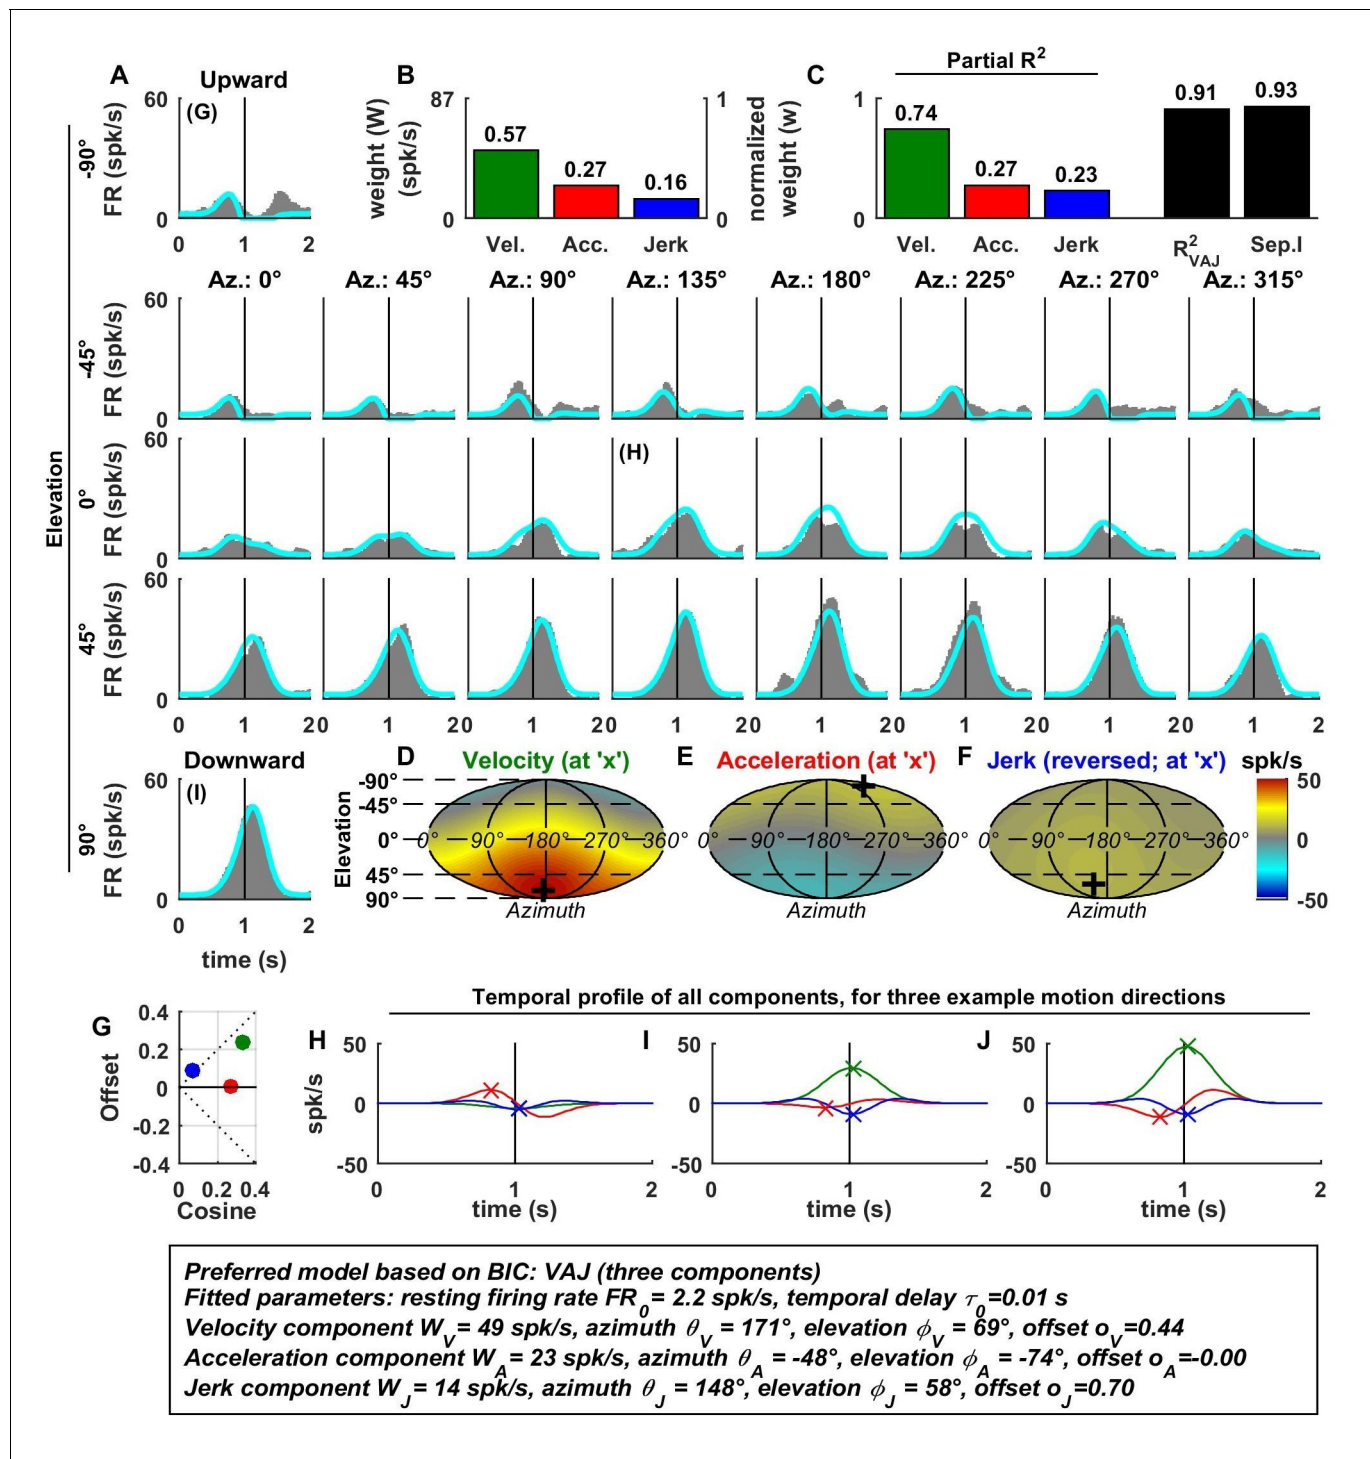 A Upward
60
(G)
-90°
FR (spk/s)
0
0 1 2
B
87
weight (W)
(spk/s)
0
0.57
0.27
0.16
Vel. Acc. Jerk
1
0
normalized
weight (w)
C
Partial R2
1
0
0.74
0.27
0.23
0.91
0.93
Vel. Acc. Jerk R2VAJ Sep.I
Az.: 0° Az.: 45° Az.: 90° Az.: 135° Az.: 180° Az.: 225° Az.: 270° Az.: 315°
Elevation
60
-45°
FR (spk/s)
0
60
(H)
0°
FR (spk/s)
0
60
45°
FR (spk/s)
0
0 1 20 1 20 1 20 1 20 1 20 1 20 1 20 1 2
Downward
60
(I)
90°
FR (spk/s)
0
0 1 2
time (s)
D Velocity (at 'x')
Elevation
-90°
-45°
0°
45°
90°
0° 90° 180° 270° 360°
Azimuth
E Acceleration (at 'x')
0° 90° 180° 270° 360°
Azimuth
F Jerk (reversed; at 'x')
0° 90° 180° 270° 360°
Azimuth
spk/s
50
0
-50
Temporal profile of all components, for three example motion directions
G
Offset
0.4
0.2
0
-0.2
-0.4
0 0.2 0.4
Cosine
H
spk/s
50
0
-50
0 1 2
time (s)
I
50
0
-50
0 1 2
time (s)
J
50
0
-50
0 1 2
time (s)
Preferred model based on BIC: VAJ (three components)
Fitted parameters: resting firing rate FR0= 2.2 spk/s, temporal delay τ0=0.01 s
Velocity component WV= 49 spk/s, azimuth θV = 171°, elevation ϕV = 69°, offset oV=0.44
Acceleration component WA= 23 spk/s, azimuth θA = -48°, elevation ϕA = -74°, offset oA=-0.00
Jerk component WJ= 14 spk/s, azimuth θJ = 148°, elevation ϕJ = 58°, offset oJ=0.70